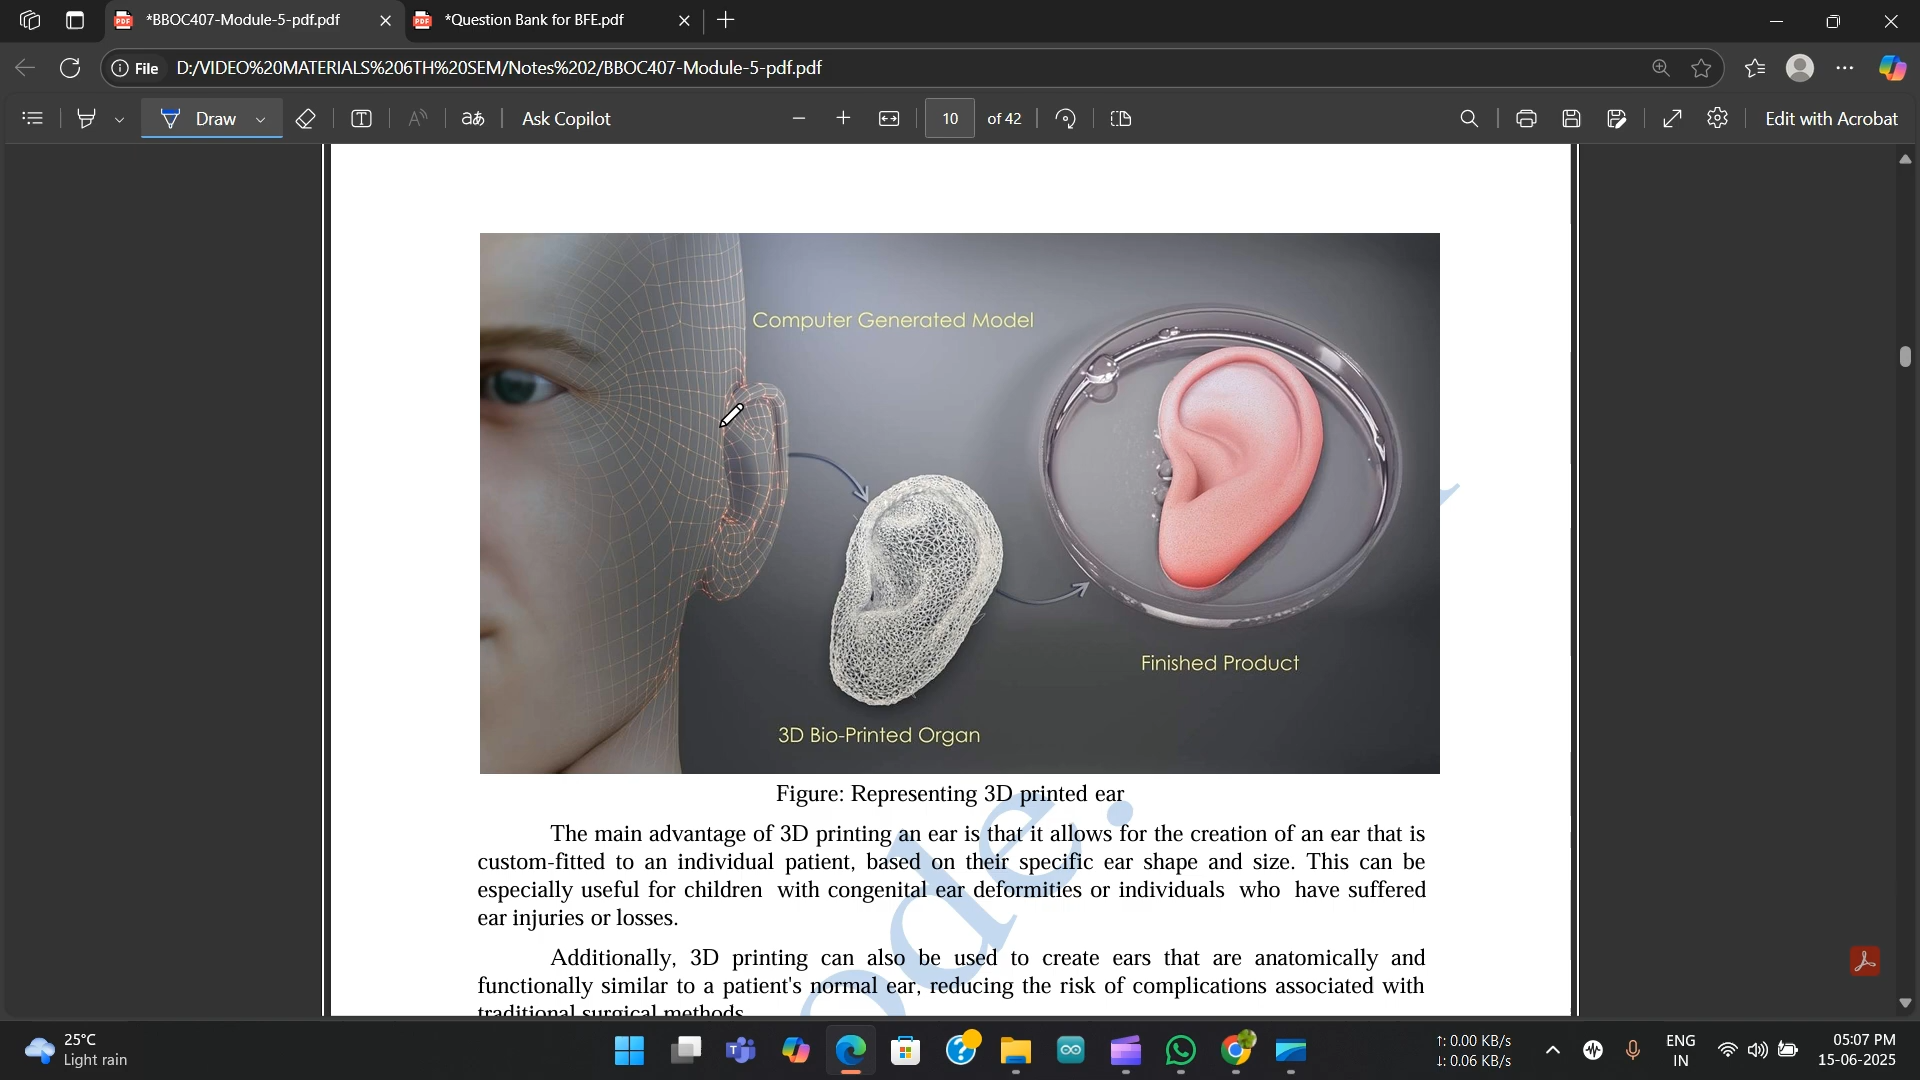 *BBOC407-Module-5-pdf.pdf
*Question Bank for BFE.pdf
File
D:/VIDEO%20MATERIALS%206TH%20SEM/Notes%202/BBOC407-Module-5-pdf.pdf
Draw
aあ
Ask Copilot
10 of 42
Edit with Acrobat
Computer Generated Model
Finished Product
3D Bio-Printed Organ
Figure: Representing 3D printed ear
The main advantage of 3D printing an ear is that it allows for the creation of an ear that is
custom-fitted to an individual patient, based on their specific ear shape and size. This can be
especially useful for children with congenital ear deformities or individuals who have suffered
ear injuries or losses.
Additionally, 3D printing can also be used to create ears that are anatomically and
functionally similar to a patient's normal ear, reducing the risk of complications associated with
traditional surgical methods.
25°C
Light rain
↑: 0.00 KB/s
↓: 0.06 KB/s
ENG
IN
05:07 PM
15-06-2025